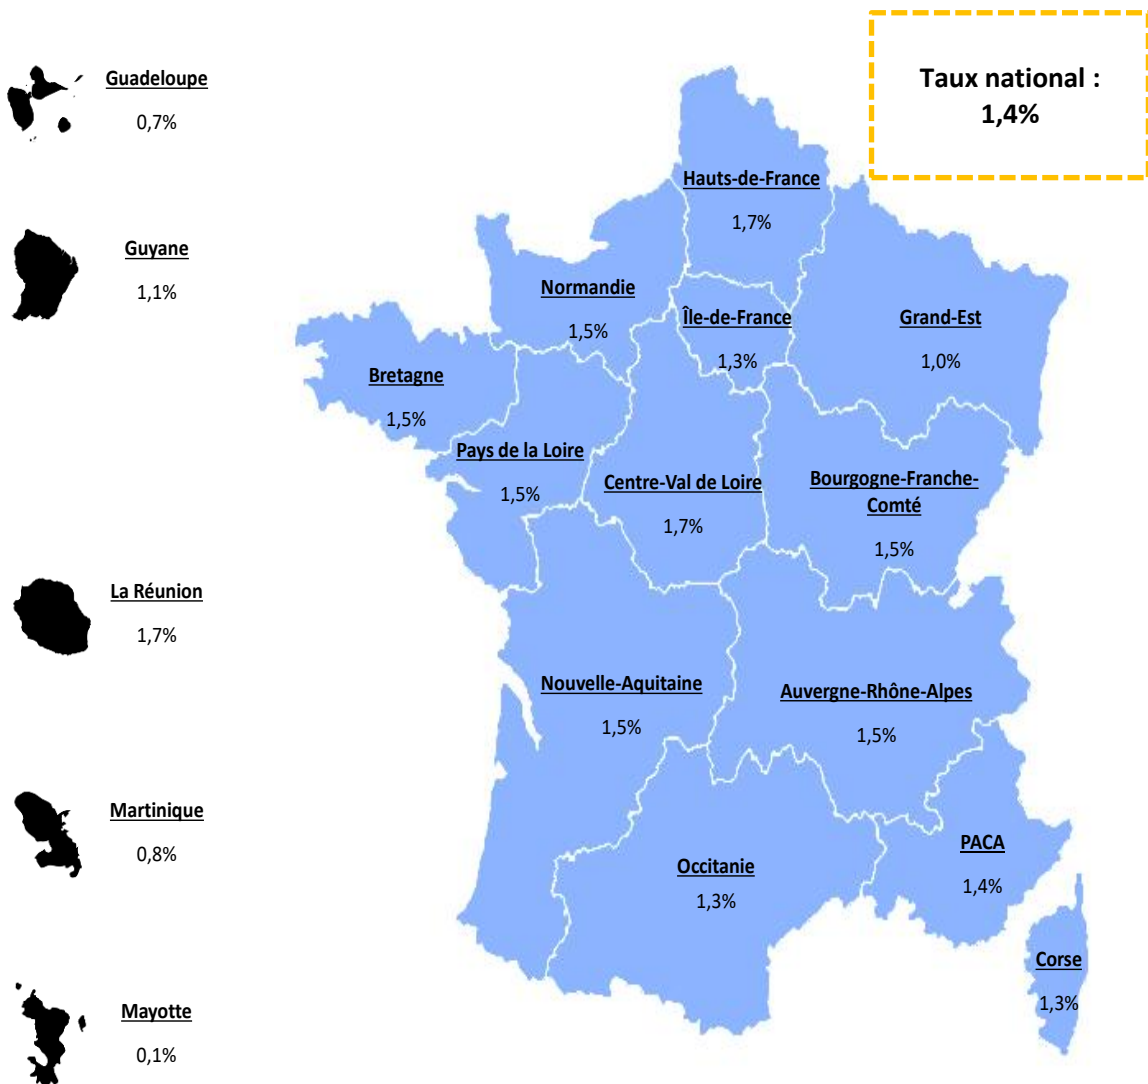 Taux national :
1,4%
Guadeloupe
0,7%
Guyane
1,1%
La Réunion
1,7%
Martinique
0,8%
Mayotte
0,1%
Hauts-de-France
1,7%
Normandie
1,5%
Île-de-France
1,3%
Grand-Est
1,0%
Bretagne
1,5%
Pays de la Loire
1,5%
Centre-Val de Loire
1,7%
Bourgogne-Franche-
Comté
1,5%
Nouvelle-Aquitaine
1,5%
Auvergne-Rhône-Alpes
1,5%
Occitanie
1,3%
PACA
1,4%
Corse
1,3%